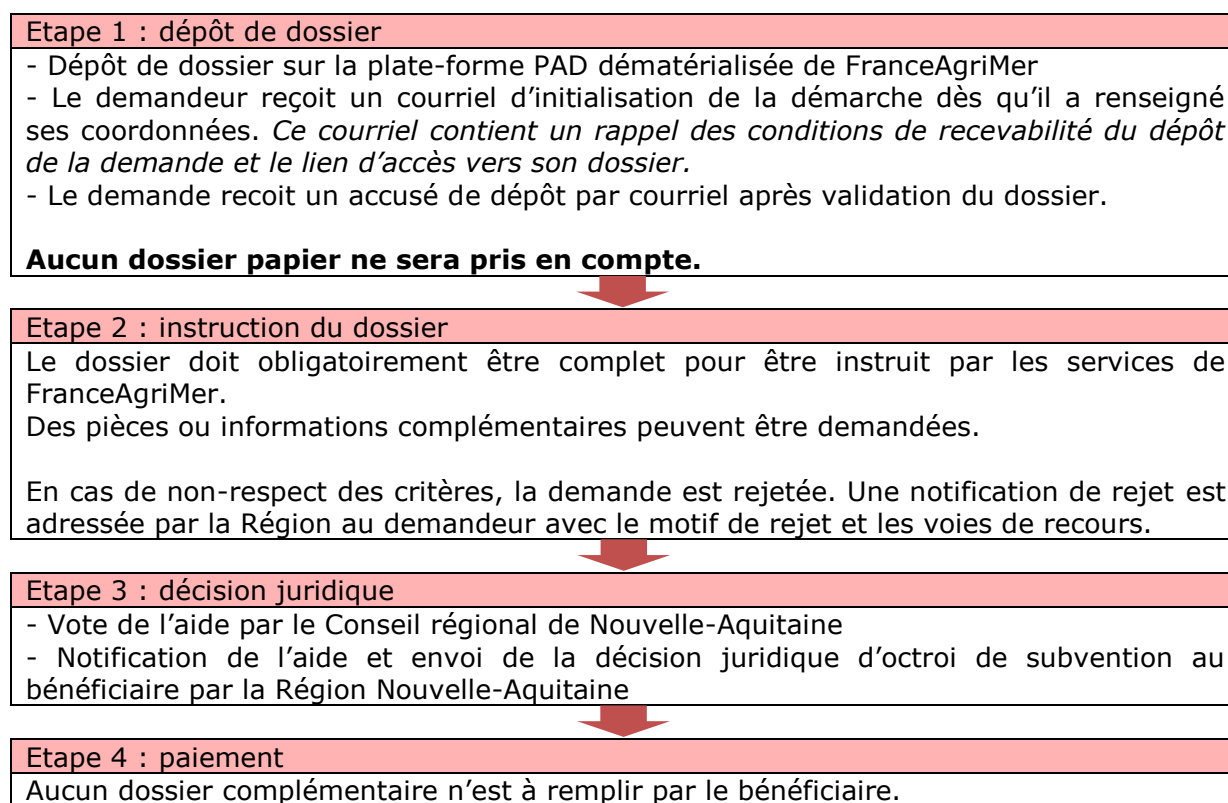 Etape 1 : dépôt de dossier
- Dépôt de dossier sur la plate-forme PAD dématérialisée de FranceAgriMer
- Le demandeur reçoit un courriel d’initialisation de la démarche dès qu’il a renseigné
ses coordonnées. Ce courriel contient un rappel des conditions de recevabilité du dépôt
de la demande et le lien d’accès vers son dossier.
- Le demande recoit un accusé de dépôt par courriel après validation du dossier.
Aucun dossier papier ne sera pris en compte.
Etape 2 : instruction du dossier
Le dossier doit obligatoirement être complet pour être instruit par les services de
FranceAgriMer.
Des pièces ou informations complémentaires peuvent être demandées.
En cas de non-respect des critères, la demande est rejetée. Une notification de rejet est
adressée par la Région au demandeur avec le motif de rejet et les voies de recours.
Etape 3 : décision juridique
- Vote de l’aide par le Conseil régional de Nouvelle-Aquitaine
- Notification de l’aide et envoi de la décision juridique d’octroi de subvention au
bénéficiaire par la Région Nouvelle-Aquitaine
Etape 4 : paiement
Aucun dossier complémentaire n’est à remplir par le bénéficiaire.